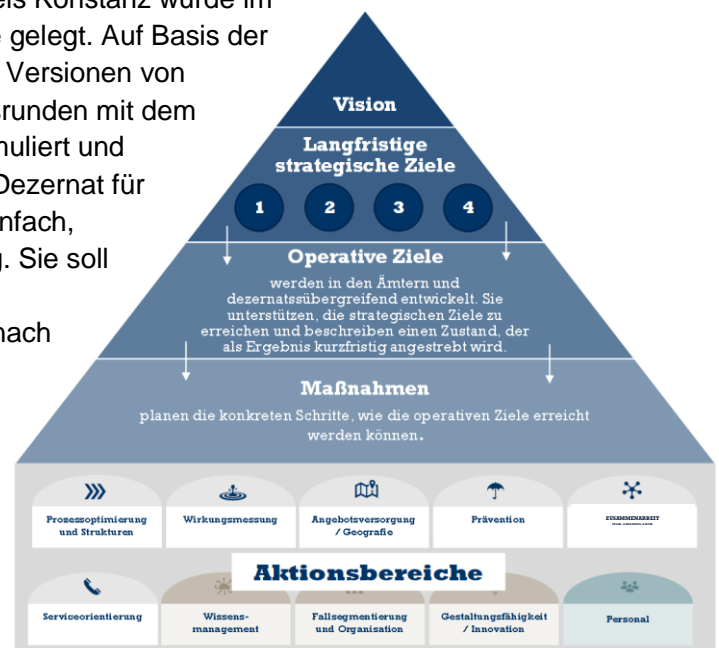 eis Konstanz wurde im
e gelegt. Auf Basis der
Versionen von
srunden mit dem
nuliert und
Dezernat für
nfach,
g. Sie soll
nach
Vision
Langfristige
strategische Ziele
1 2 3 4
Operative Ziele
werden in den Ämtern und
dezernatssübergreifend entwickelt. Sie
unterstützen, die strategischen Ziele zu
erreichen und beschreiben einen Zustand, der
als Ergebnis kurzfristig angestrebt wird.
Maßnahmen
planen die konkreten Schritte, wie die operativen Ziele erreicht
werden können.
Prozessoptimierung
und Strukturen
Wirkungsmessung
Angebotsversorgung
/ Geografie
Prävention
ZUSAMMENARBEIT
Aktionsbereiche
Serviceorientierung
Wissens-
management
Fallsegmentierung
und Organisation
Gestaltungsfähigkeit
/ Innovation
Personal